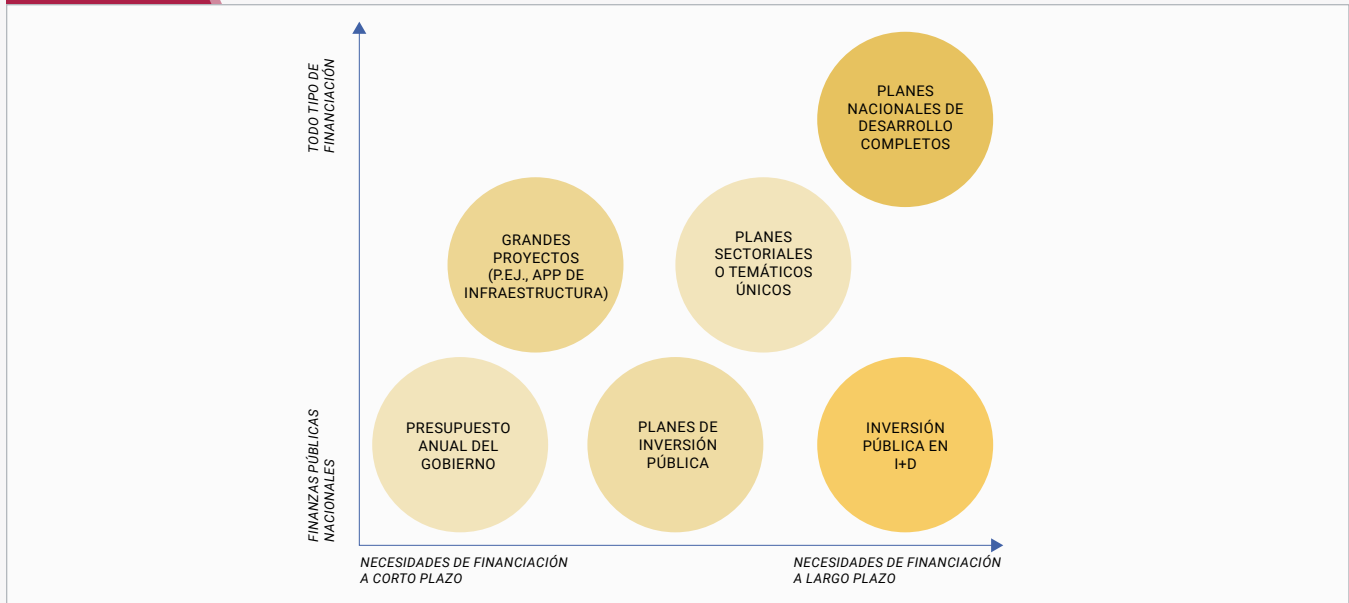 TODO TIPO DE
FINANCIACIÓN
PLANES
NACIONALES DE
DESARROLLO
COMPLETOS
GRANDES
PROYECTOS
(P.EJ., APP DE
INFRAESTRUCTURA)
PLANES
SECTORIALES
O TEMÁTICOS
ÚNICOS
FINANZAS PÚBLICAS
NACIONALES
PRESUPUESTO
ANUAL DEL
GOBIERNO
PLANES DE
INVERSIÓN
PÚBLICA
INVERSIÓN
PÚBLICA EN
I+D
NECESIDADES DE FINANCIACIÓN
A CORTO PLAZO
NECESIDADES DE FINANCIACIÓN
A LARGO PLAZO